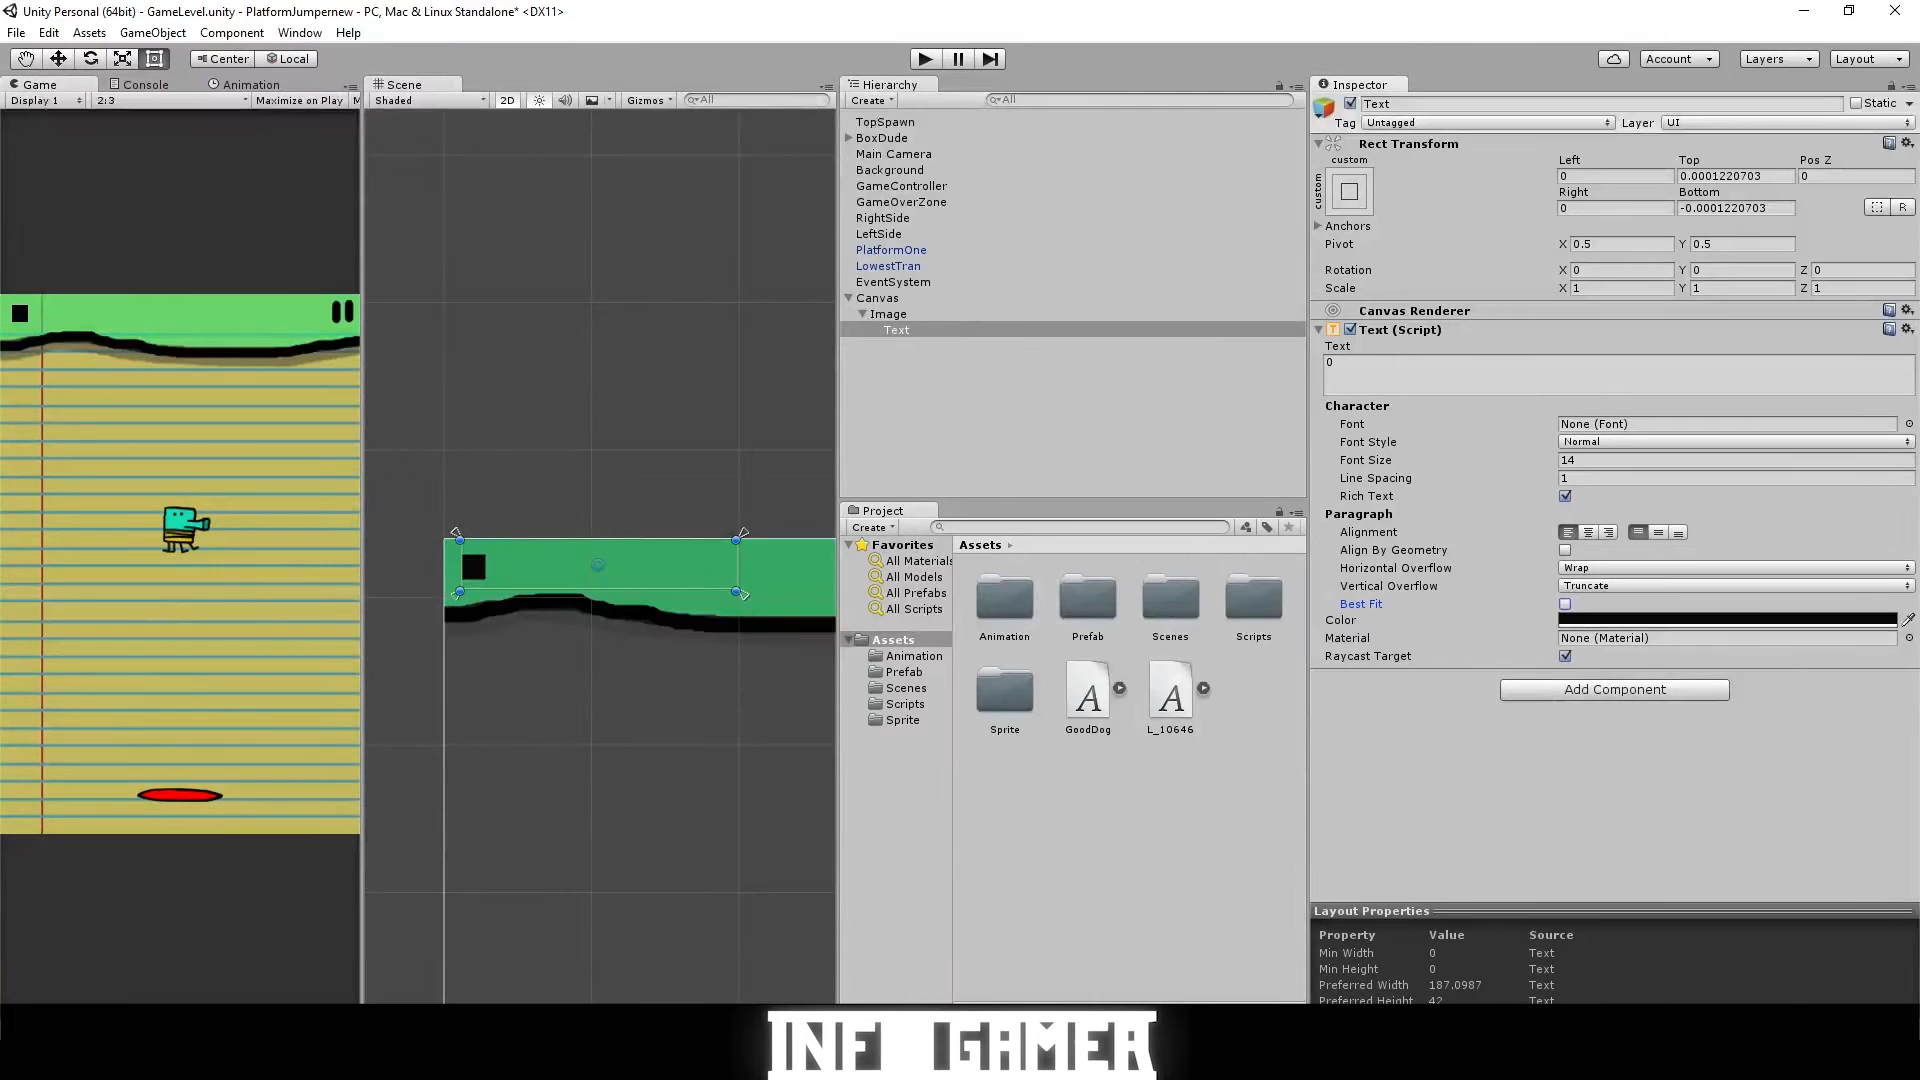 Unity Personal (64bit) - GameLevel.unity - PlatformJumpernew - PC, Mac & Linux Standalone* <DX11>
File Edit Assets GameObject Component Window Help
Center Local Account Layers Layout
Game Console Animation
Display 1 2:3 Maximize on Play M
Scene
Shaded 2D Gizmos All
Hierarchy
Create All
TopSpawn
BoxDude
Main Camera
Background
GameController
GameOverZone
RightSide
LeftSide
PlatformOne
LowestTran
EventSystem
Canvas
Image
Text
Project
Create
Favorites
All Materials
All Models
All Prefabs
All Scripts
Assets
Animation
Prefab
Scenes
Scripts
Sprite
Assets
Animation Prefab Scenes Scripts
Sprite GoodDog L_10646
Inspector
Text Static
Tag Untagged Layer UI
Rect Transform
custom Left Top Pos Z
custom 0 0.0001220703 0
Right Bottom
0 -0.0001220703 R
Anchors
Pivot X 0.5 Y 0.5
Rotation X 0 Y 0 Z 0
Scale X 1 Y 1 Z 1
Canvas Renderer
Text (Script)
Text
0
Character
Font None (Font)
Font Style Normal
Font Size 14
Line Spacing 1
Rich Text
Paragraph
Alignment
Align By Geometry
Horizontal Overflow Wrap
Vertical Overflow Truncate
Best Fit
Color
Material None (Material)
Raycast Target
Add Component
Layout Properties
Property Value Source
Min Width 0 Text
Min Height 0 Text
Preferred Width 187.0987 Text
Preferred Height 42 Text
INF GAMER